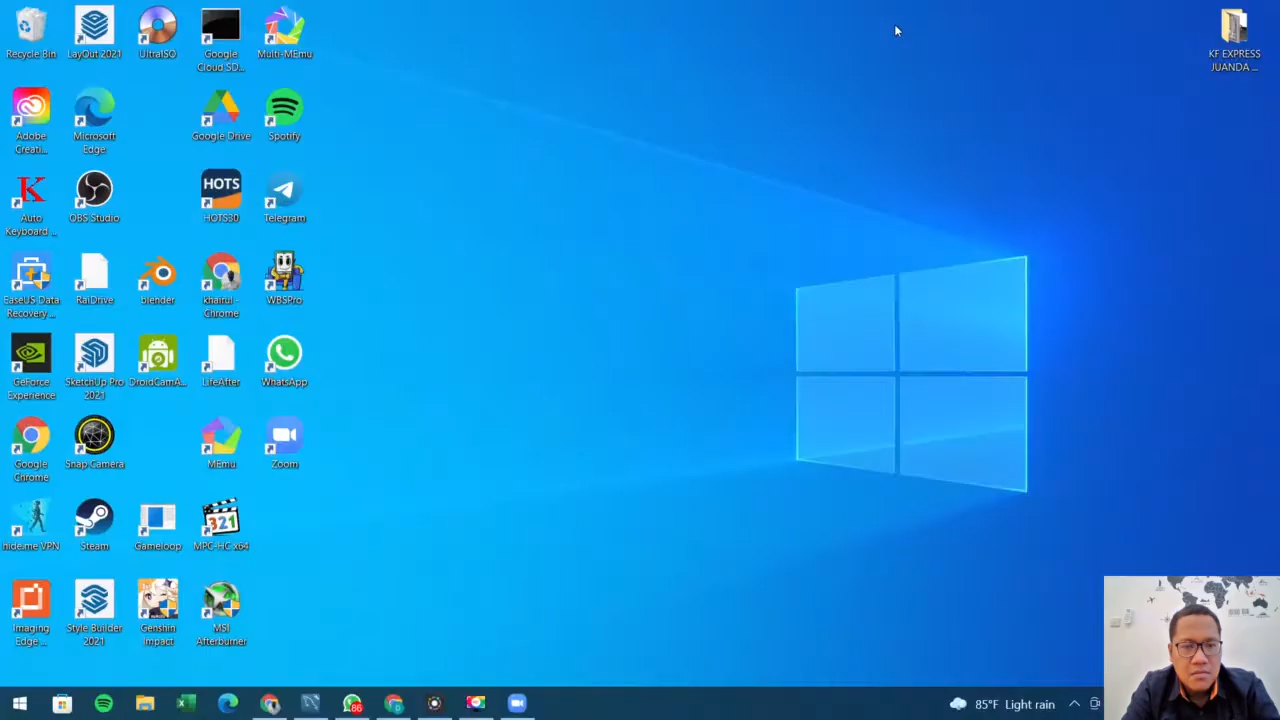 Recycle Bin
LayOut 2021
UltraISO
Google
Cloud SD...
Multi-MEmu
KF EXPRESS
JUANDA ...
Adobe
Creati...
Microsoft
Edge
Google Drive
Spotify
K
Auto
Keyboard ...
OBS Studio
HOTS
HOTS30
Telegram
EaseUS Data
Recovery ...
RaiDrive
blender
khairul -
Chrome
WBSPro
GeForce
Experience
SketchUp Pro
2021
DroidCamA...
LifeAfter
WhatsApp
Google
Chrome
Snap Camera
MEmu
Zoom
hide.me VPN
Steam
Gameloop
321
MPC-HC x64
Imaging
Edge ...
Style Builder
2021
Genshin
Impact
MSI
Afterburner
86
85°F Light rain